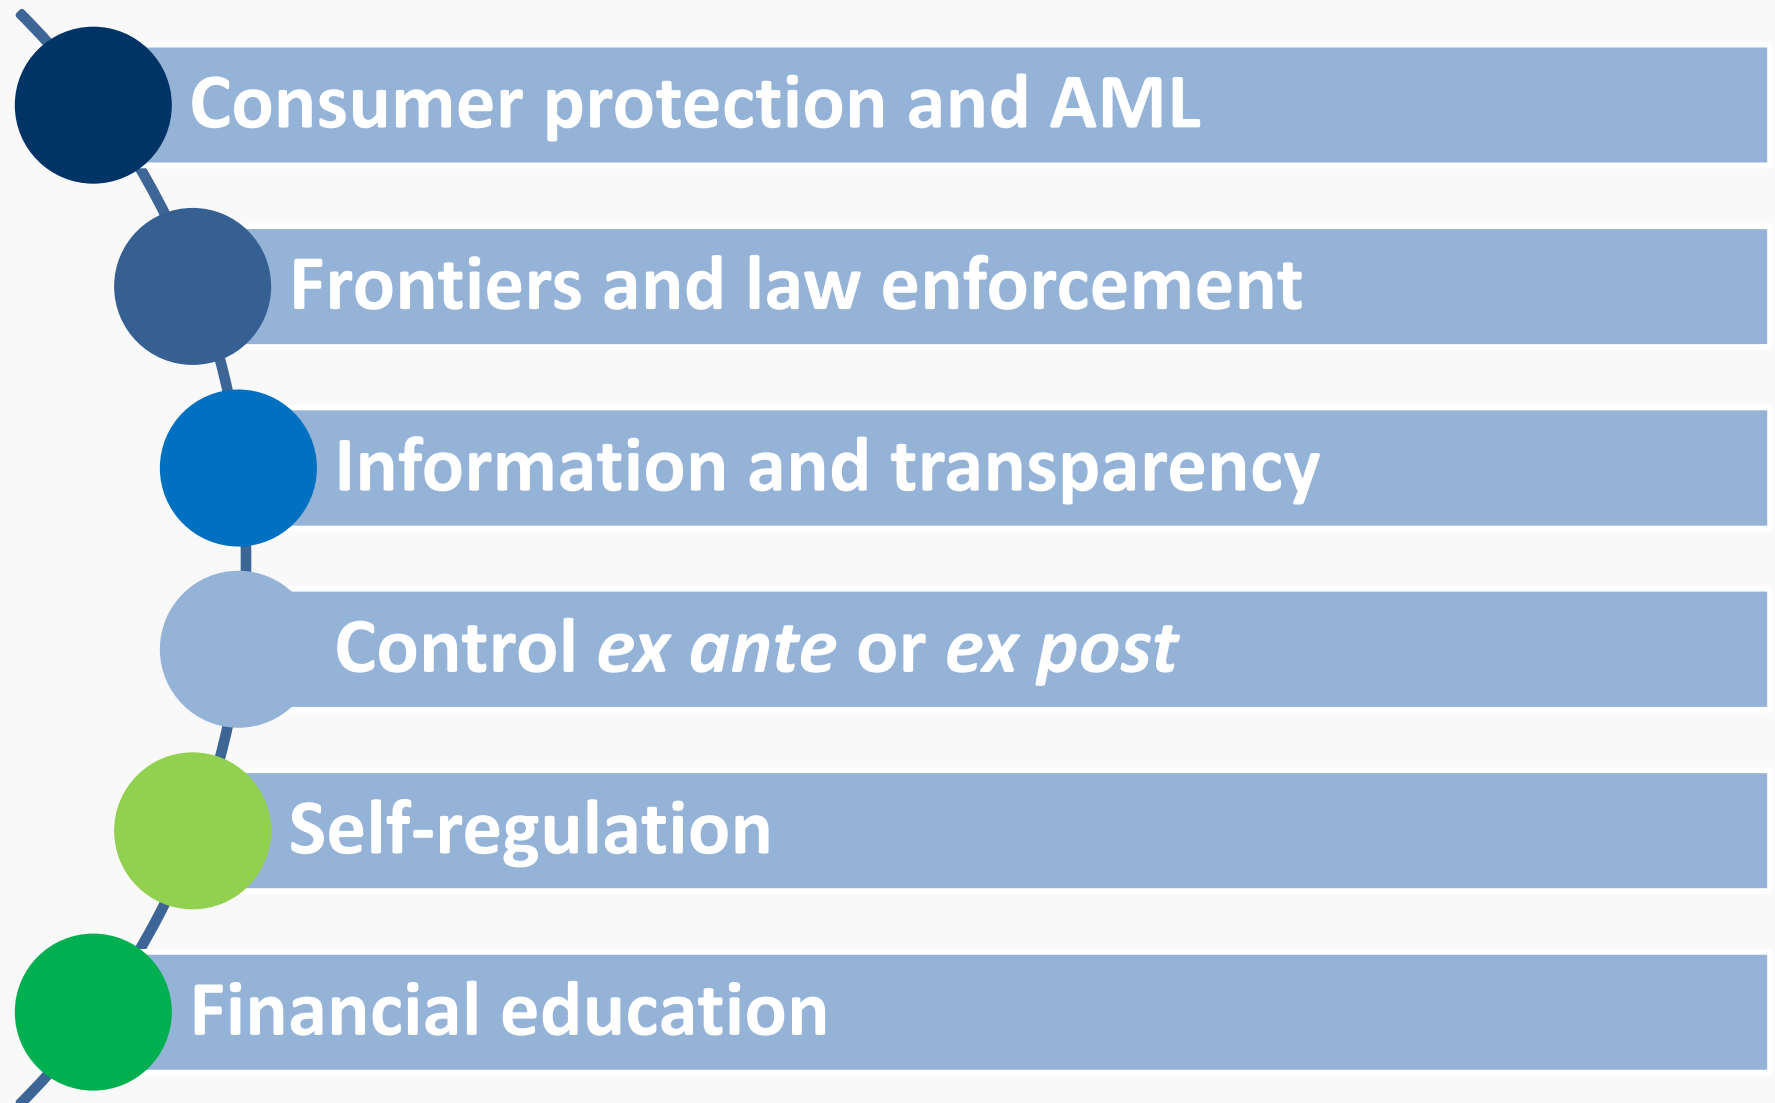 Consumer protection and AML
Frontiers and law enforcement
Information and transparency
Control ex ante or ex post
Self-regulation
Financial education